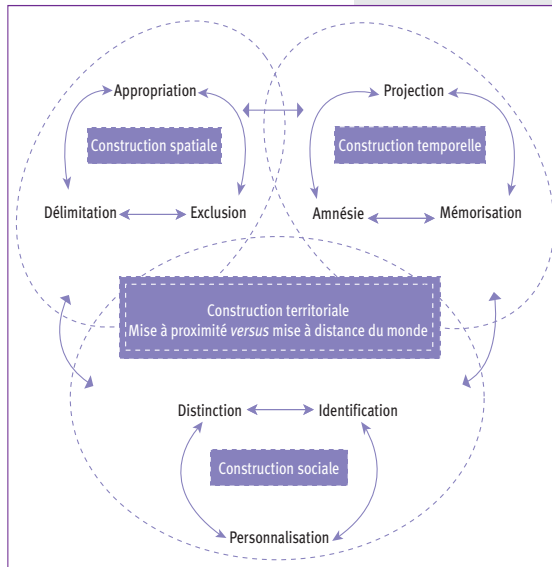 Appropriation
Projection
Construction spatiale
Construction temporelle
Délimitation
Exclusion
Amnésie
Mémorisation
Construction territoriale
Mise à proximité versus mise à distance du monde
Distinction
Identification
Construction sociale
Personnalisation